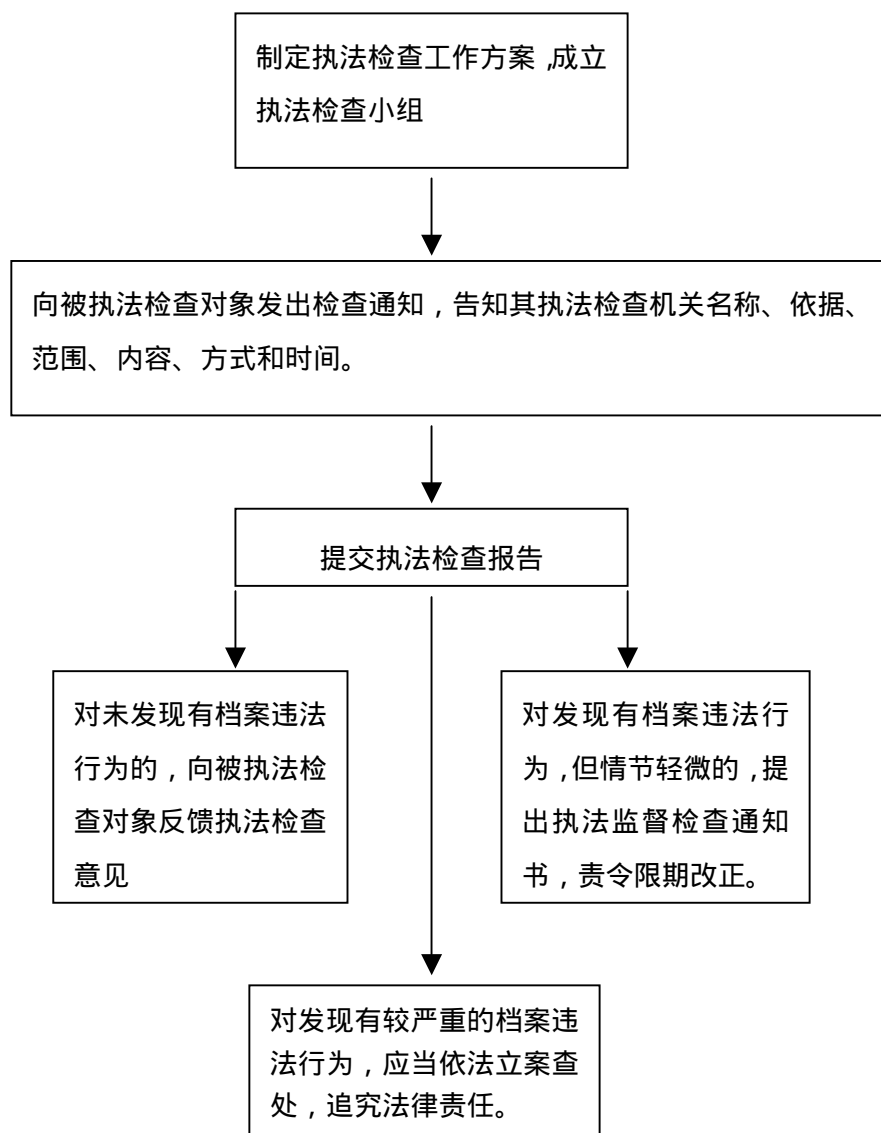 制定执法检查工作方案,成立
执法检查小组
向被执法检查对象发出检查通知，告知其执法检查机关名称、依据、
范围、内容、方式和时间。
提交执法检查报告
对未发现有档案违法
行为的，向被执法检
查对象反馈执法检查
意见
对发现有档案违法行
为,但情节轻微的,提
出执法监督检查通知
书，责令限期改正。
对发现有较严重的档案违
法行为，应当依法立案查
处，追究法律责任。